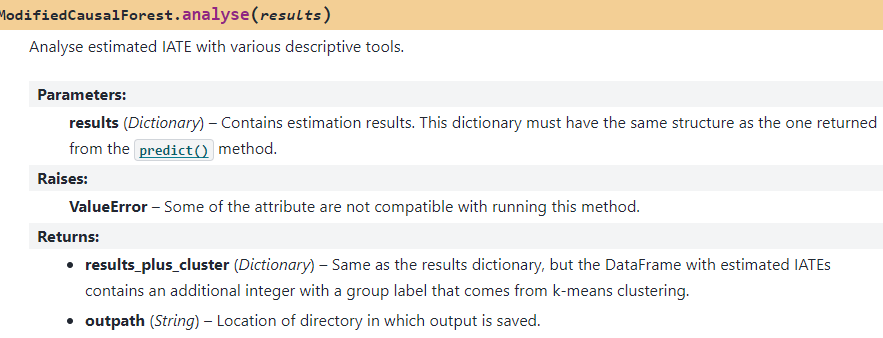 ModifiedCausalForest.analyse(results)
Analyse estimated IATE with various descriptive tools.
Parameters:
results (Dictionary) – Contains estimation results. This dictionary must have the same structure as the one returned
from the predict() method.
Raises:
ValueError – Some of the attribute are not compatible with running this method.
Returns:
• results_plus_cluster (Dictionary) – Same as the results dictionary, but the DataFrame with estimated IATEs
contains an additional integer with a group label that comes from k-means clustering.
• outpath (String) – Location of directory in which output is saved.